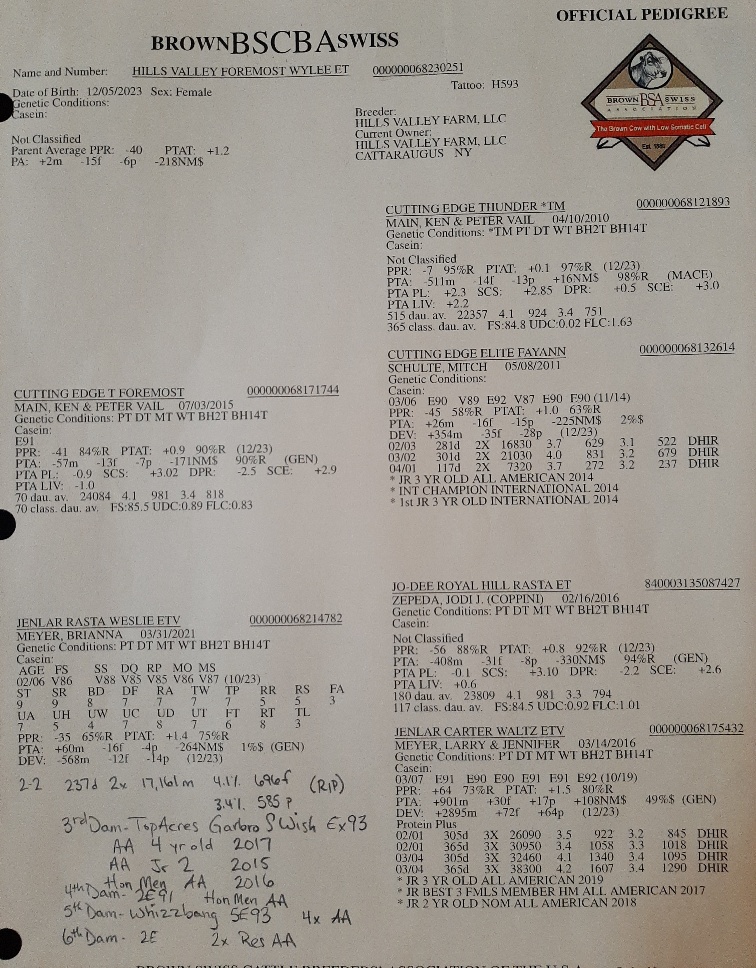 OFFICIAL PEDIGREE
BROWN BSCBA SWISS
Name and Number: HILLS VALLEY FOREMOST WYLEE ET 000000068230251
Date of Birth: 12/05/2023 Sex: Female Tattoo: H593
Genetic Conditions:
Casein:
Breeder:
HILLS VALLEY FARM, LLC
Current Owner:
HILLS VALLEY FARM, LLC
CATTARAUGUS NY
BROWN BSA SWISS
ASSOCIATION
The Brown Cow with Low Somatic Cell
Est. 1880
Not Classified
Parent Average PPR: -40 PTAT: +1.2
PA: +2m -15f -6p -218NM$
CUTTING EDGE THUNDER *TM 000000068121893
MAIN, KEN & PETER VAIL 04/10/2010
Genetic Conditions: *TM PT DT WT BH2T BH14T
Casein:
Not Classified
PPR: -7 95%R PTAT: +0.1 97%R (12/23)
PTA: -511m -14f -13p +16NM$ 98%R (MACE)
PTA PL: +2.3 SCS: +2.85 DPR: +0.5 SCE: +3.0
PTA LIV: +2.2
515 dau. av. 22357 4.1 924 3.4 751
365 class. dau. av. FS:84.8 UDC:0.02 FLC:1.63
CUTTING EDGE ELITE FAYANN 000000068132614
SCHULTE, MITCH 05/08/2011
Genetic Conditions:
Casein:
03/06 E90 V89 E92 V87 E90 E90 (11/14)
PPR: -45 58%R PTAT: +1.0 63%R
PTA: +26m -16f -15p -225NM$ 2%$
DEV: +354m -35f -28p (12/23)
02/03 281d 2X 16830 3.7 629 3.1 522 DHIR
03/02 301d 2X 21030 4.0 831 3.2 679 DHIR
04/01 117d 2X 7320 3.7 272 3.2 237 DHIR
* JR 3 YR OLD ALL AMERICAN 2014
* INT CHAMPION INTERNATIONAL 2014
* 1st JR 3 YR OLD INTERNATIONAL 2014
CUTTING EDGE T FOREMOST 000000068171744
MAIN, KEN & PETER VAIL 07/03/2015
Genetic Conditions: PT DT MT WT BH2T BH14T
Casein:
E91
PPR: -41 84%R PTAT: +0.9 90%R (12/23)
PTA: -57m -13f -7p -171NM$ 90%R (GEN)
PTA PL: -0.9 SCS: +3.02 DPR: -2.5 SCE: +2.9
PTA LIV: -1.0
70 dau. av. 24084 4.1 981 3.4 818
70 class. dau. av. FS:85.5 UDC:0.89 FLC:0.83
JO-DEE ROYAL HILL RASTA ET 840003135087427
ZEPEDA, JODI J. (COPPINI) 02/16/2016
Genetic Conditions: PT DT MT WT BH2T BH14T
Casein:
Not Classified
PPR: -56 88%R PTAT: +0.8 92%R (12/23)
PTA: -408m -31f -8p -330NM$ 94%R (GEN)
PTA PL: -0.1 SCS: +3.10 DPR: -2.2 SCE: +2.6
PTA LIV: +0.6
180 dau. av. 23809 4.1 981 3.3 794
117 class. dau. av. FS:84.5 UDC:0.92 FLC:1.01
JENLAR RASTA WESLIE ETV 000000068214782
MEYER, BRIANNA 03/31/2021
Genetic Conditions: PT DT MT WT BH2T BH14T
Casein:
AGE FS SS DQ RP MO MS
02/06 V86 V88 V85 V85 V86 V87 (10/23)
ST SR BD DF RA TW TP RR RS FA
9 9 8 7 7 7 7 5 5 3
UA UH UW UC UD UT FT RT TL
7 5 4 7 8 7 6 8 3
PPR: -35 65%R PTAT: +1.4 75%R
PTA: +60m -16f -4p -264NM$ 1%$ (GEN)
DEV: -568m -12f -14p (12/23)
JENLAR CARTER WALTZ ETV 000000068175432
MEYER, LARRY & JENNIFER 03/14/2016
Genetic Conditions: PT DT MT WT BH2T BH14T
Casein:
03/07 E91 E90 E90 E91 E91 E92 (10/19)
PPR: +64 73%R PTAT: +1.5 80%R
PTA: +901m +30f +17p +108NM$ 49%$ (GEN)
DEV: +2895m +72f +64p (12/23)
Protein Plus
02/01 305d 3X 26090 3.5 922 3.2 845 DHIR
02/01 365d 3X 30950 3.4 1058 3.3 1018 DHIR
03/04 305d 3X 32460 4.1 1340 3.4 1095 DHIR
03/04 365d 3X 38300 4.2 1607 3.4 1290 DHIR
* JR 3 YR OLD ALL AMERICAN 2019
* JR BEST 3 FMLS MEMBER HM ALL AMERICAN 2017
* JR 2 YR OLD NOM ALL AMERICAN 2018
2-2 237d 2x 17,161m 4.1% 696f (RIP)
3.4% 585 p
3rd Dam- TopAcres Garbro S Wish Ex93
AA 4 yr old 2017
AA Jr 2 2015
Hon Men AA 2016
4th Dam- 2E91 Hon Men AA
5th Dam- Whizzbang 5E93 4x AA
6th Dam- 2E 2x Res AA